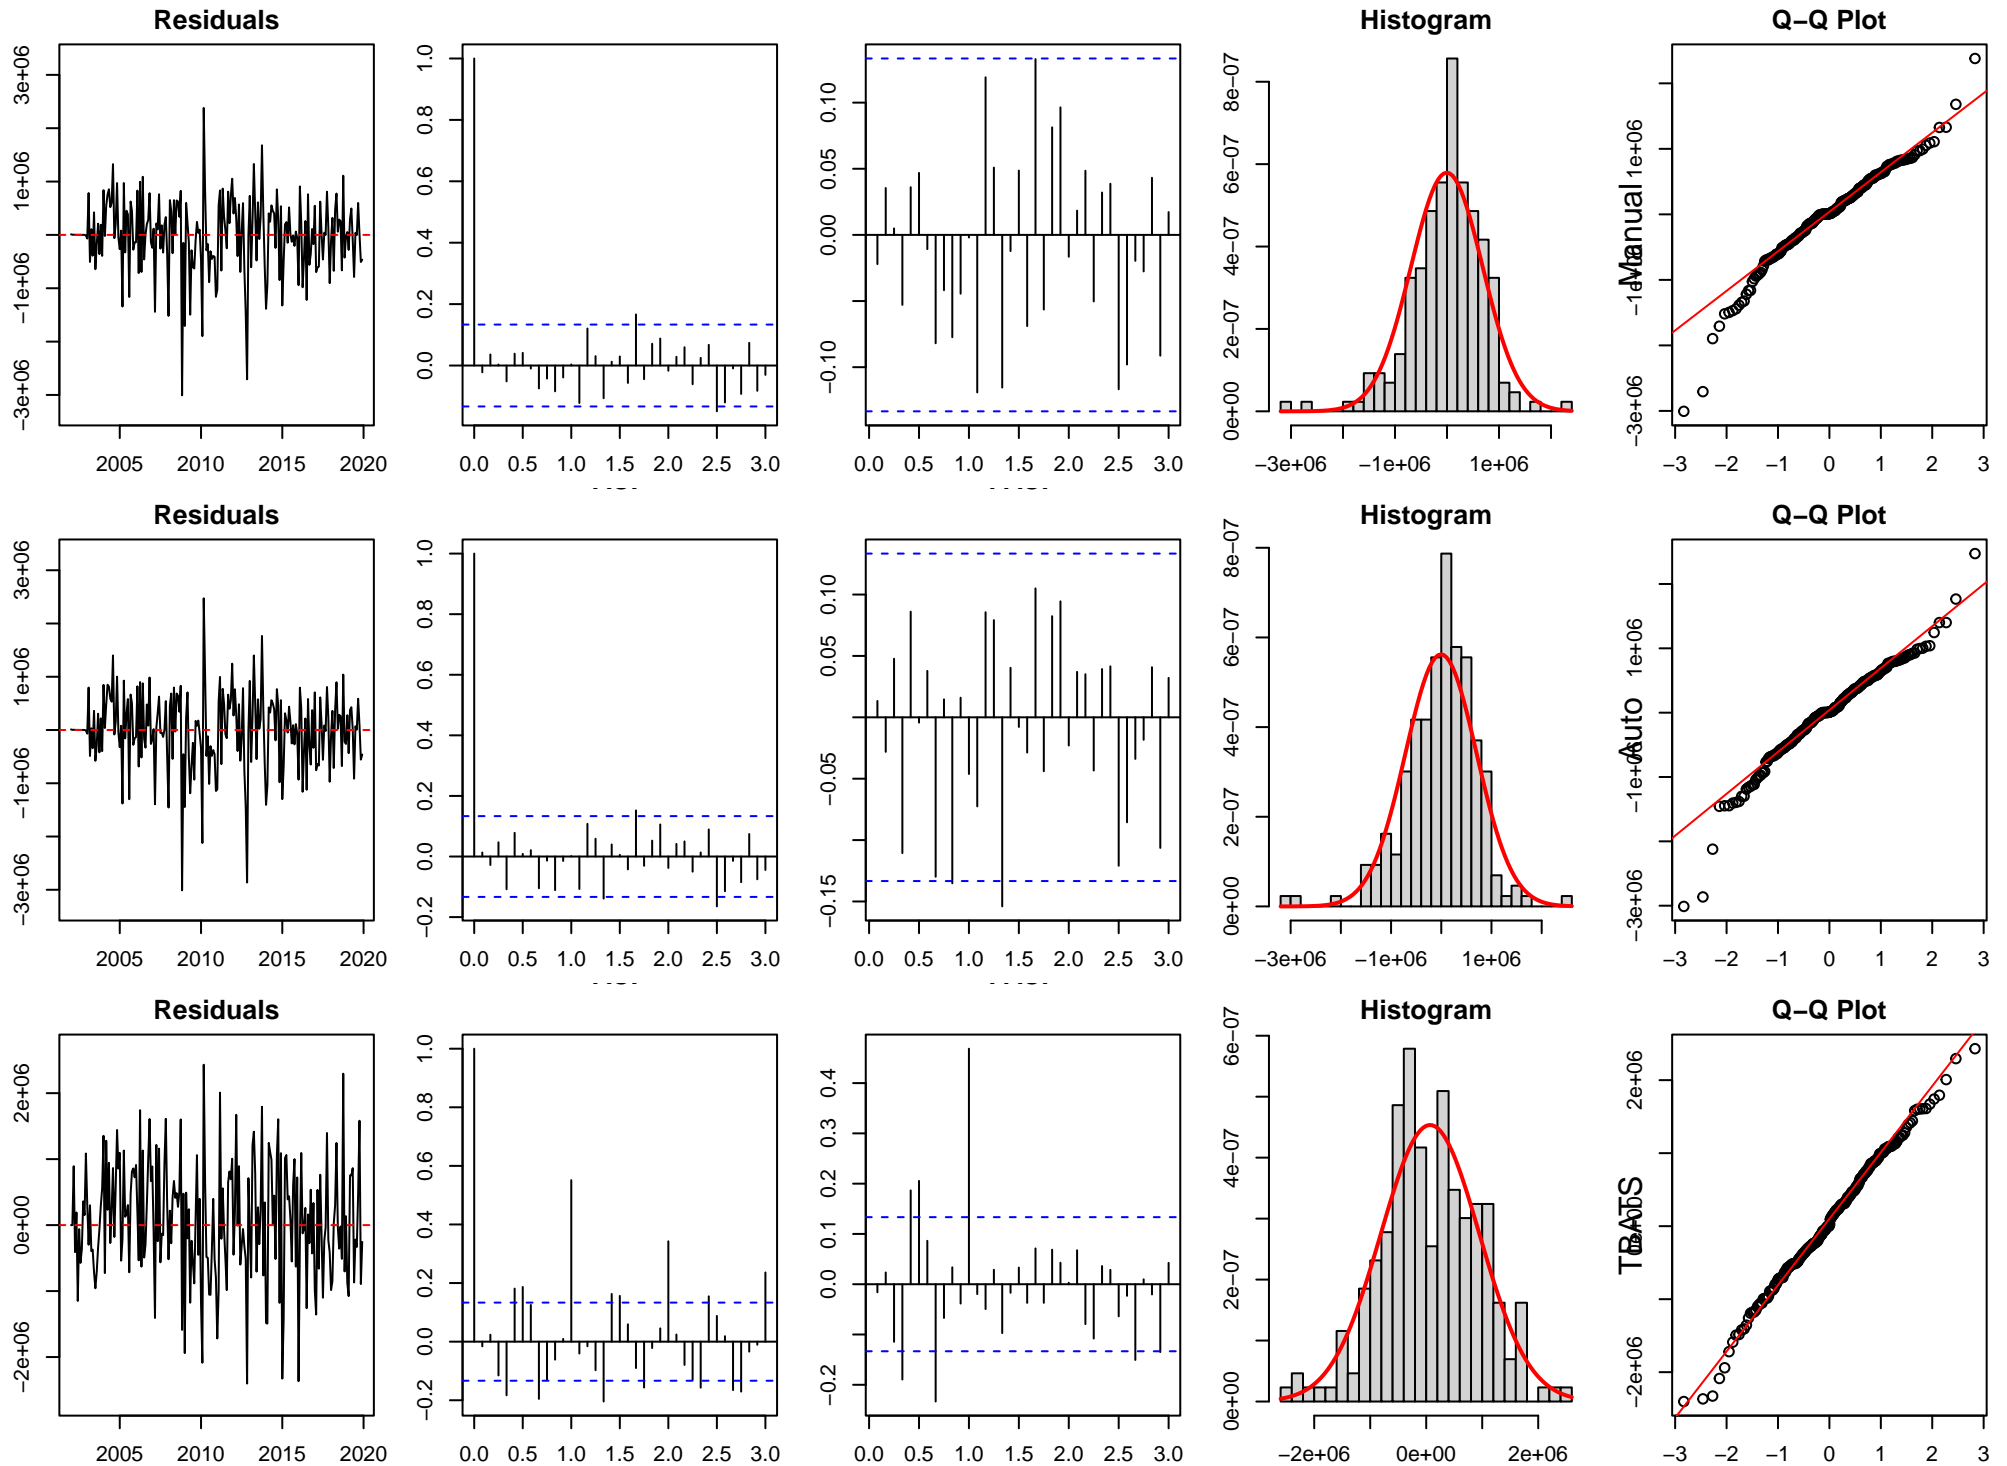 Residuals Histogram Q−Q Plot
3e+06 1e+06 −1e+06 −3e+06
2005 2010 2015 2020
1.0 0.8 0.6 0.4 0.2 0.0
0.0 0.5 1.0 1.5 2.0 2.5 3.0
0.10 0.05 0.00 −0.10
0.0 0.5 1.0 1.5 2.0 2.5 3.0
8e−07 6e−07 4e−07 2e−07 0e+00
−3e+06 −1e+06 1e+06
Manual
1e+06 −1e+06 −3e+06
−3 −2 −1 0 1 2 3
Residuals Histogram Q−Q Plot
3e+06 1e+06 −1e+06 −3e+06
2005 2010 2015 2020
1.0 0.8 0.6 0.4 0.2 0.0 −0.2
0.0 0.5 1.0 1.5 2.0 2.5 3.0
0.10 0.05 −0.05 −0.15
0.0 0.5 1.0 1.5 2.0 2.5 3.0
8e−07 6e−07 4e−07 2e−07 0e+00
−3e+06 −1e+06 1e+06
Auto
1e+06 −1e+06 −3e+06
−3 −2 −1 0 1 2 3
Residuals Histogram Q−Q Plot
2e+06 0e+00 −2e+06
2005 2010 2015 2020
1.0 0.8 0.6 0.4 0.2 0.0 −0.2
0.0 0.5 1.0 1.5 2.0 2.5 3.0
0.4 0.3 0.2 0.1 0.0 −0.2
0.0 0.5 1.0 1.5 2.0 2.5 3.0
6e−07 4e−07 2e−07 0e+00
−2e+06 0e+00 2e+06
TBATS
2e+06 0e+00 −2e+06
−3 −2 −1 0 1 2 3